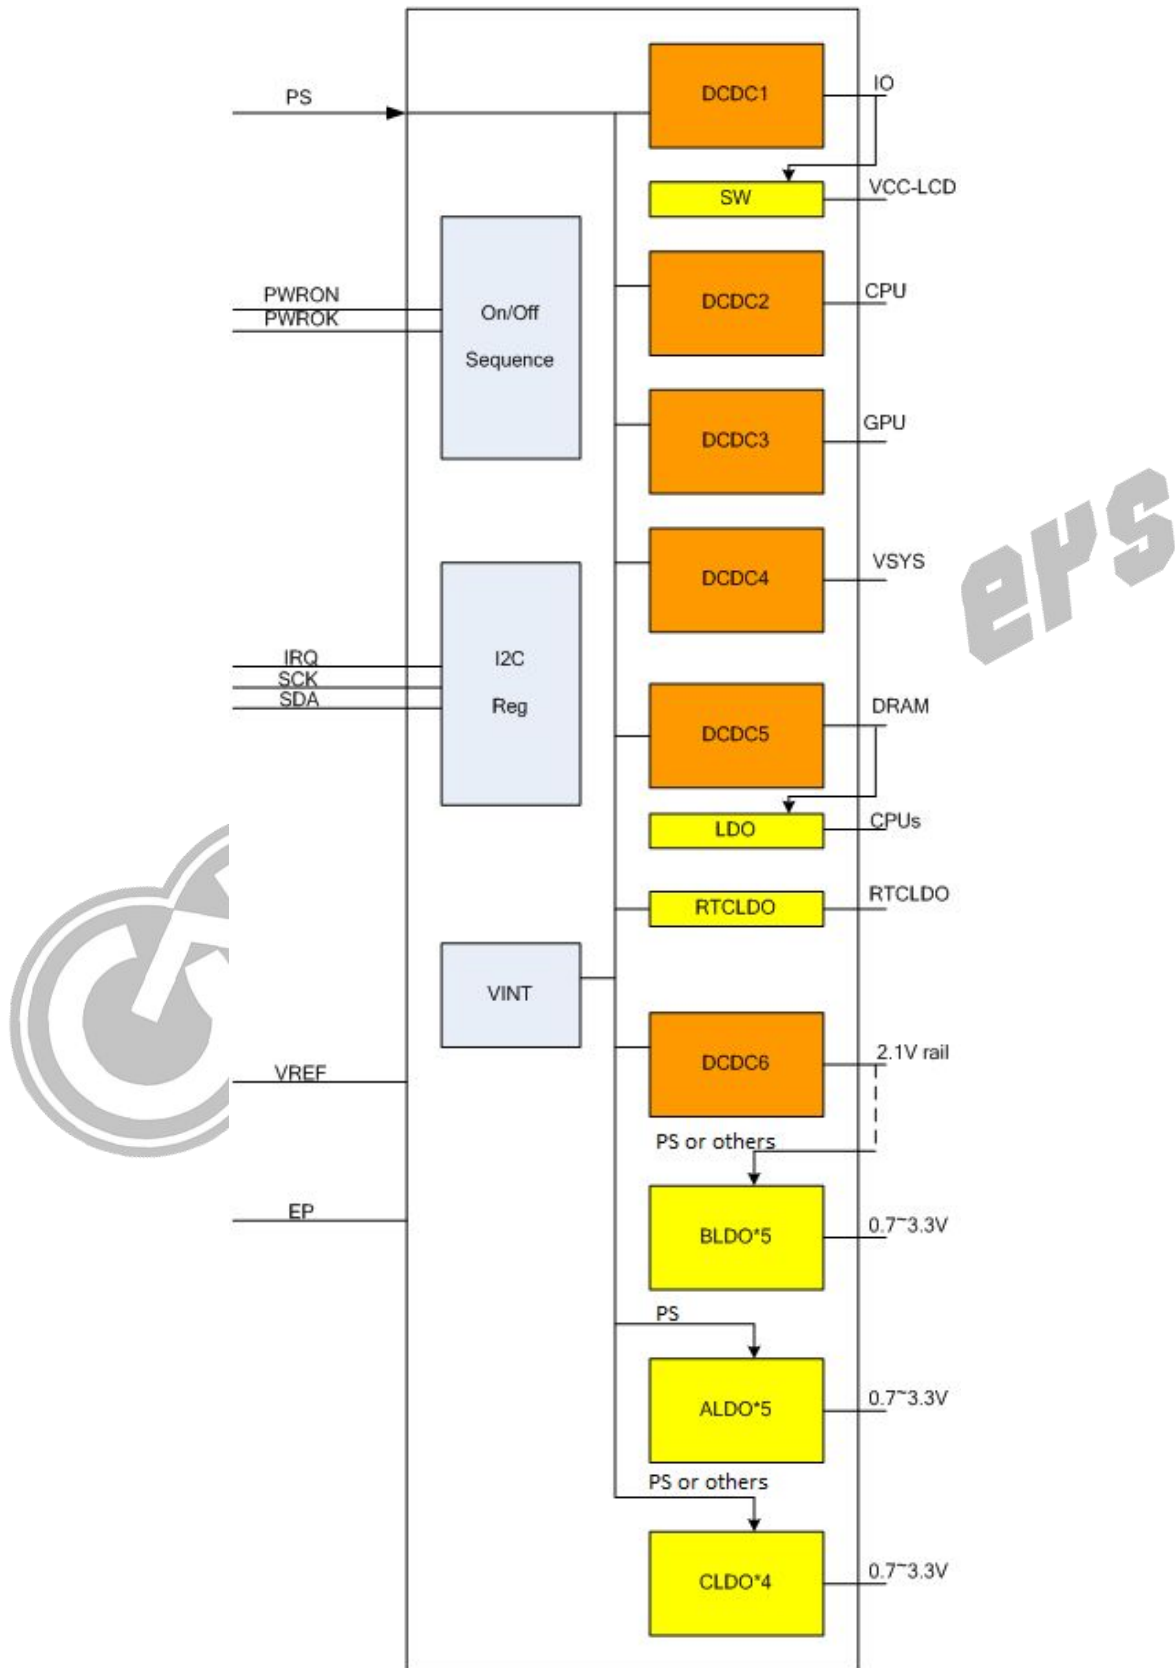 PS
DCDC1
IO
SW
VCC-LCD
PWRON
PWROK
On/Off
Sequence
DCDC2
CPU
DCDC3
GPU
DCDC4
VSYS
IRQ
SCK
SDA
I2C
Reg
DCDC5
DRAM
LDO
CPUs
RTCLDO
RTCLDO
VINT
DCDC6
2.1V rail
VREF
PS or others
BLDO*5
0.7~3.3V
EP
PS
ALDO*5
0.7~3.3V
PS or others
CLDO*4
0.7~3.3V
ers